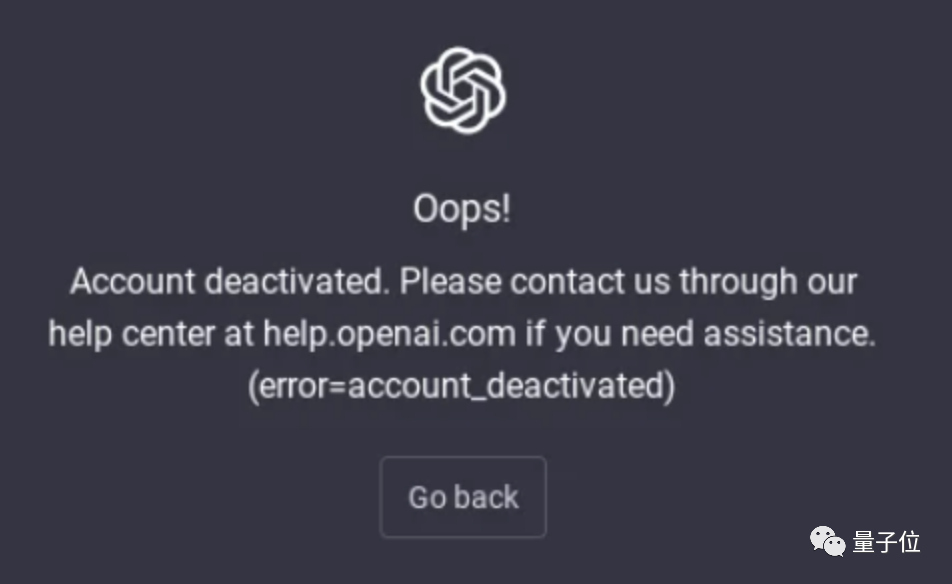 Oops!
Account deactivated. Please contact us through our
help center at help.openai.com if you need assistance.
(error=account_deactivated)
Go back
量子位